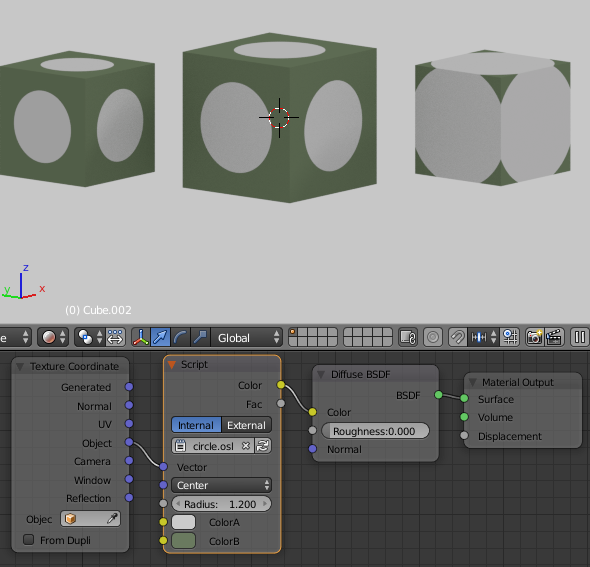 z
y
x
(0) Cube.002
e
Global
Texture Coordinate
Generated
Normal
UV
Object
Camera
Window
Reflection
Objec
From Dupli
Script
Color
Fac
Internal External
circle.osl
Vector
Center
Radius: 1.200
ColorA
ColorB
Diffuse BSDF
BSDF
Color
Roughness:0.000
Normal
Material Output
Surface
Volume
Displacement